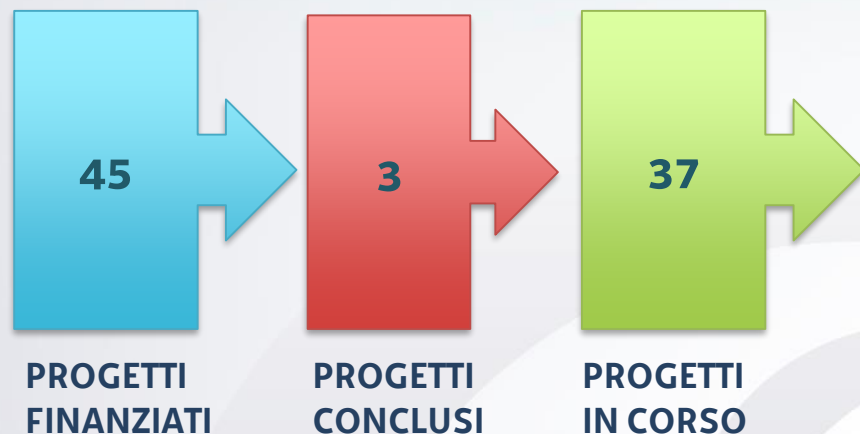 45
3
37
PROGETTI
FINANZIATI
PROGETTI
CONCLUSI
PROGETTI
IN CORSO